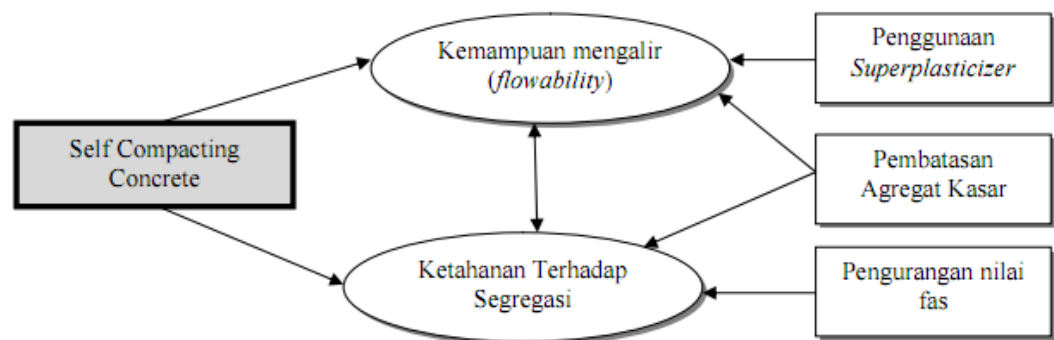 Self Compacting
Concrete
Kemampuan mengalir
(flowability)
Ketahanan Terhadap
Segregasi
Penggunaan
Superplasticizer
Pembatasan
Agregat Kasar
Pengurangan nilai
fas